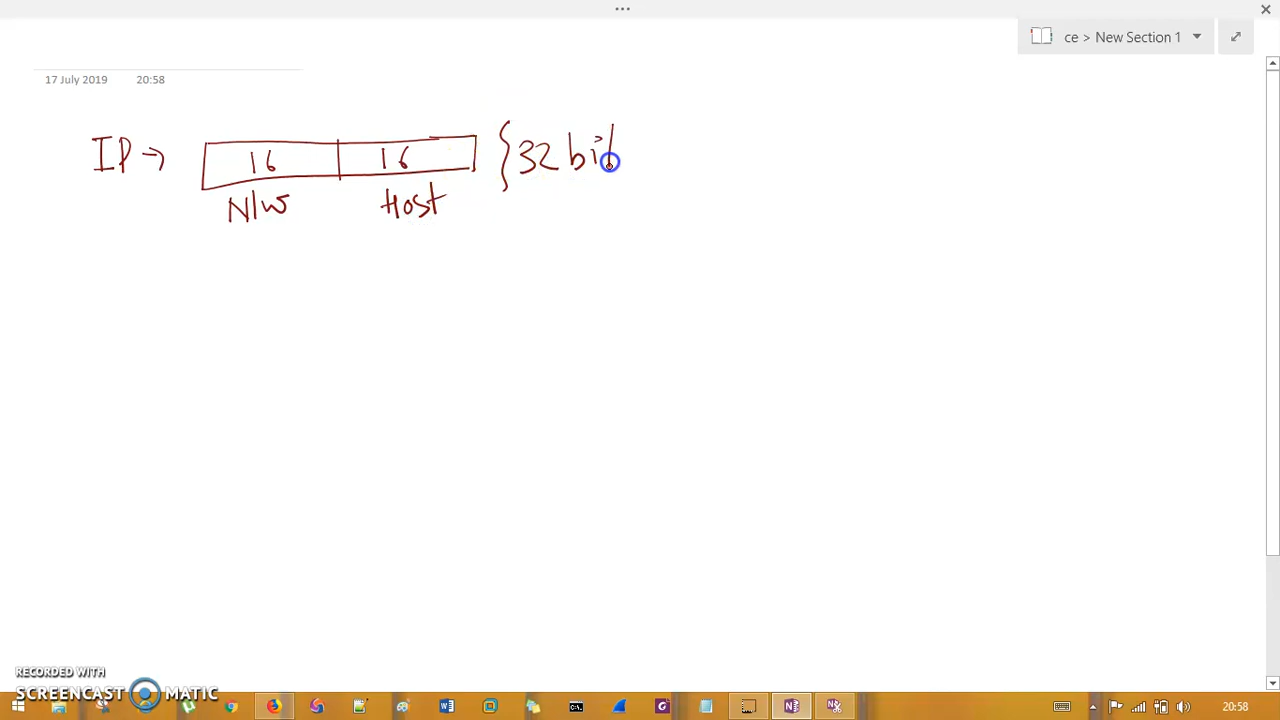 ...
ce > New Section 1
17 July 2019 20:58
IP → 16 16 {32 bit
N/w Host
RECORDED WITH
SCREENCAST MATIC
20:58